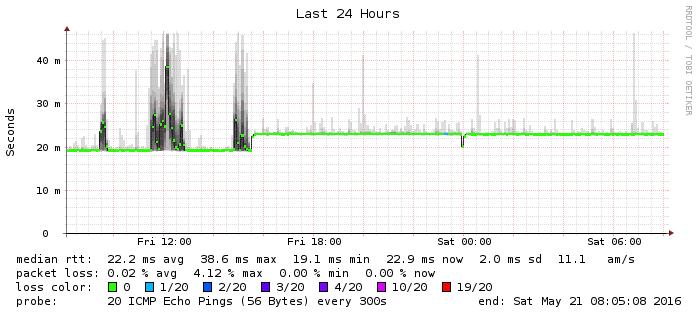 Last 24 Hours
RRDTOOL / TOBI OETIKER
Seconds
40 m
30 m
20 m
10 m
0
Fri 12:00 Fri 18:00 Sat 00:00 Sat 06:00
median rtt: 22.2 ms avg 38.6 ms max 19.1 ms min 22.9 ms now 2.0 ms sd 11.1 am/s
packet loss: 0.02 % avg 4.12 % max 0.00 % min 0.00 % now
loss color: 0 1/20 2/20 3/20 4/20 10/20 19/20
probe: 20 ICMP Echo Pings (56 Bytes) every 300s end: Sat May 21 08:05:08 2016